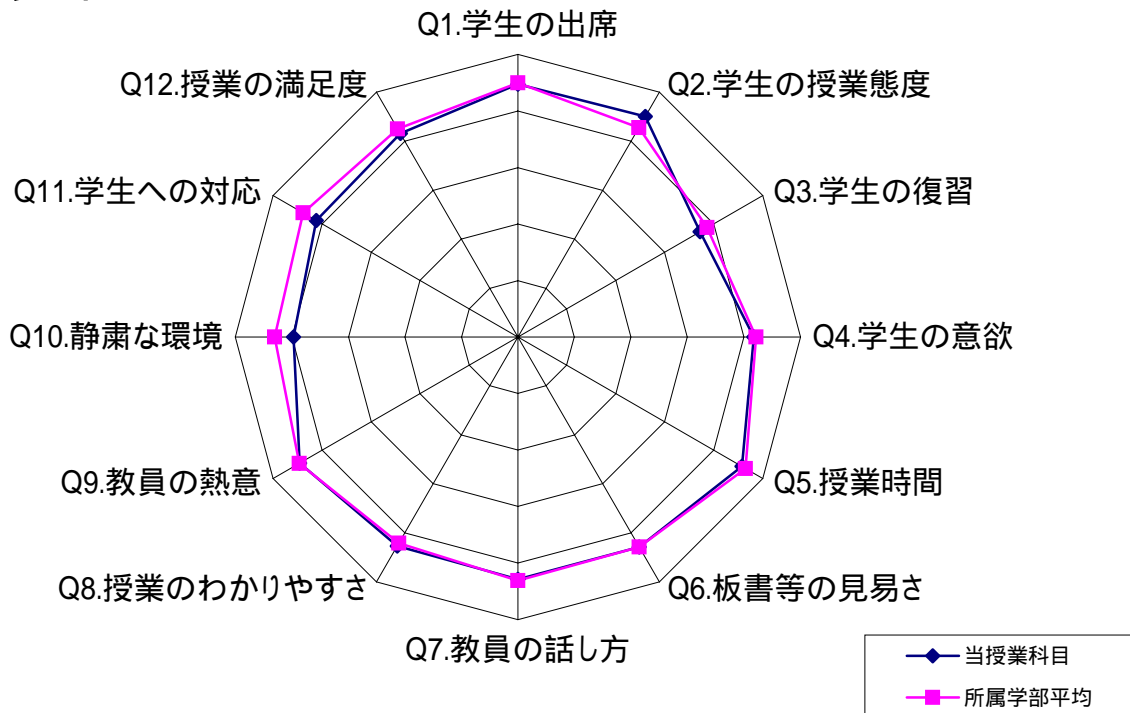 Q1.学生の出席
Q2.学生の授業態度
Q3.学生の復習
Q4.学生の意欲
Q5.授業時間
Q6.板書等の見易さ
Q7.教員の話し方
Q8.授業のわかりやすさ
Q9.教員の熱意
Q10.静粛な環境
Q11.学生への対応
Q12.授業の満足度
当授業科目
所属学部平均